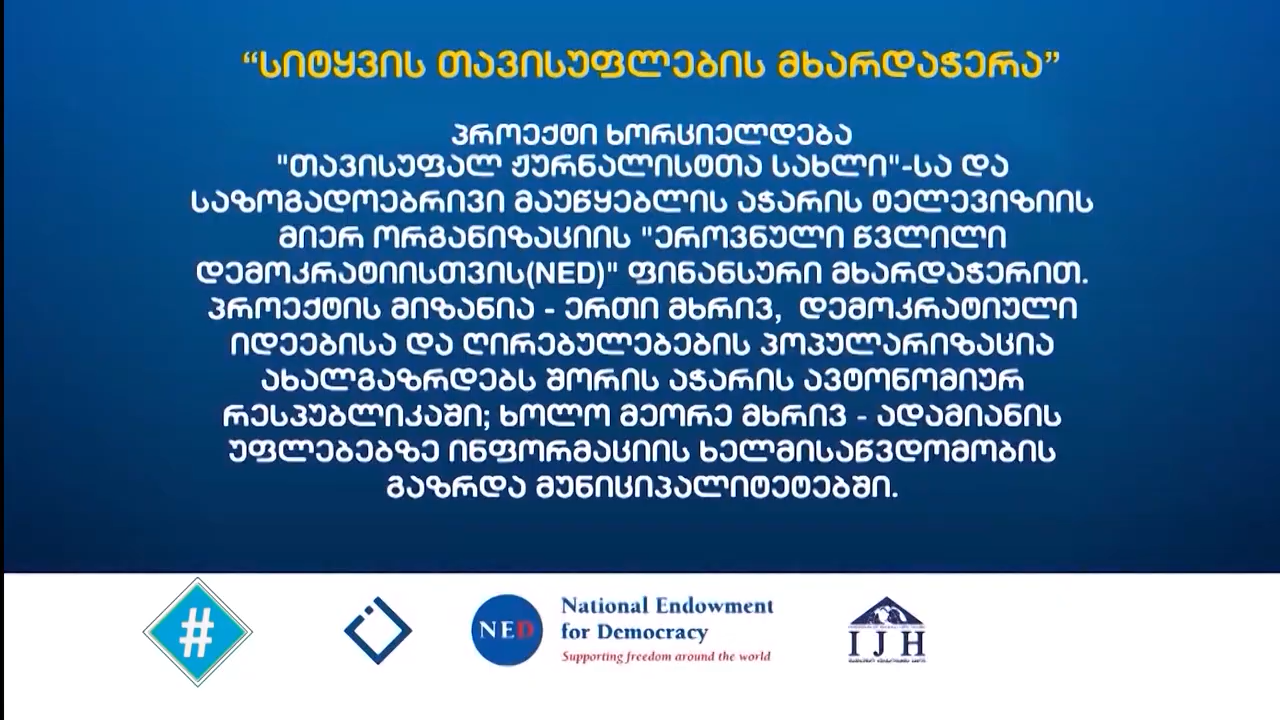 “სიტყვის თავისუფლების მხარდაჭერა”
პროექტი ხორციელდება
"თავისუფალ ჟურნალისტთა სახლი"-სა და
საზოგადოებრივი მაუწყებლის აჭარის ტელევიზიის
მიერ ორგანიზაციის "ეროვნული წვლილი
დემოკრატიისთვის(NED)" ფინანსური მხარდაჭერით.
პროექტის მიზანია - ერთი მხრივ, დემოკრატიული
იდეებისა და ღირებულებების პოპულარიზაცია
ახალგაზრდებს შორის აჭარის ავტონომიურ
რესპუბლიკაში; ხოლო მეორე მხრივ - ადამიანის
უფლებებზე ინფორმაციის ხელმისაწვდომობის
გაზრდა მუნიციპალიტეტებში.
#
NED
National Endowment
for Democracy
Supporting freedom around the world
IJH